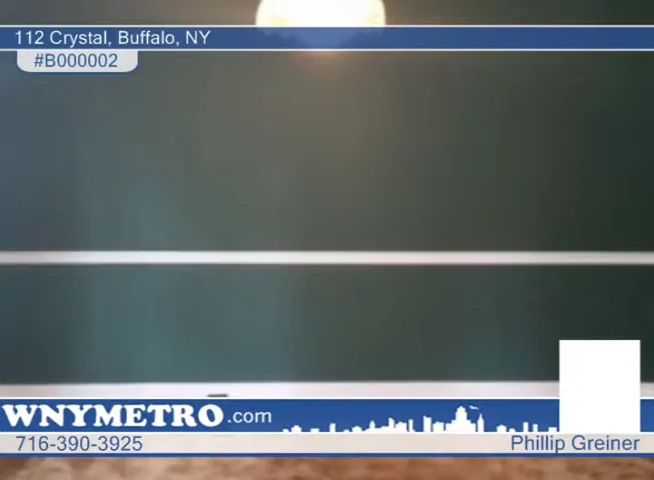 112 Crystal, Buffalo, NY
#B000002
WNYMETRO.com
716-390-3925
Phillip Greiner